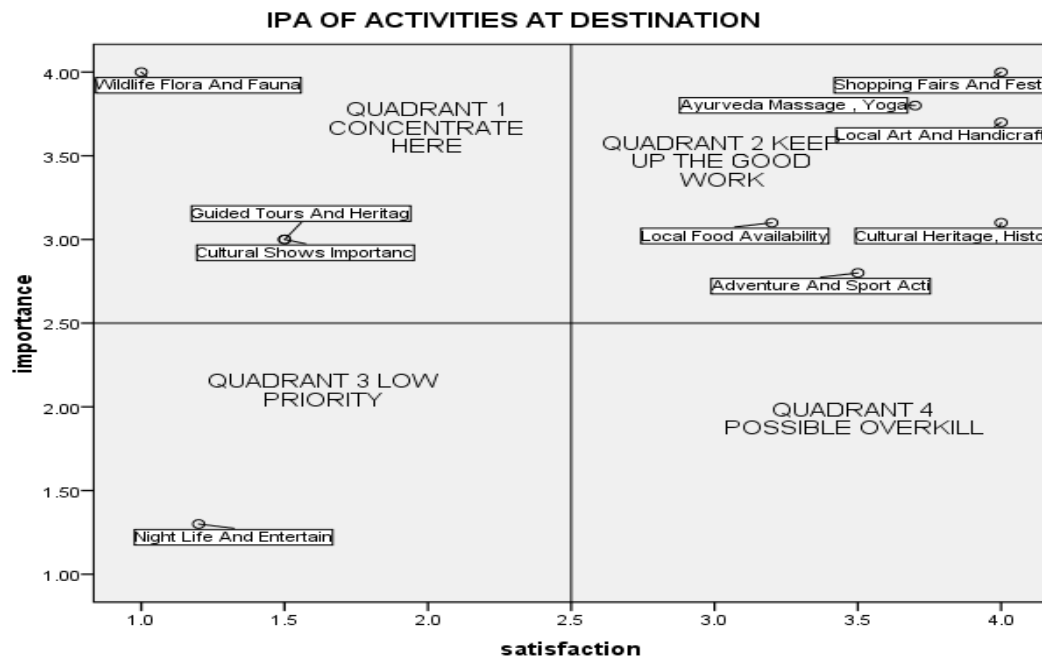 IPA OF ACTIVITIES AT DESTINATION
importance
4.00
3.50
3.00
2.50
2.00
1.50
1.00
Wildlife Flora And Fauna
QUADRANT 1
CONCENTRATE
HERE
Guided Tours And Heritag
Cultural Shows Importanc
Shopping Fairs And Fest
Ayurveda Massage , Yoga
Local Art And Handicraft
QUADRANT 2 KEEP
UP THE GOOD
WORK
Local Food Availability
Cultural Heritage, Histo
Adventure And Sport Acti
QUADRANT 3 LOW
PRIORITY
QUADRANT 4
POSSIBLE OVERKILL
Night Life And Entertain
1.0 1.5 2.0 2.5 3.0 3.5 4.0
satisfaction